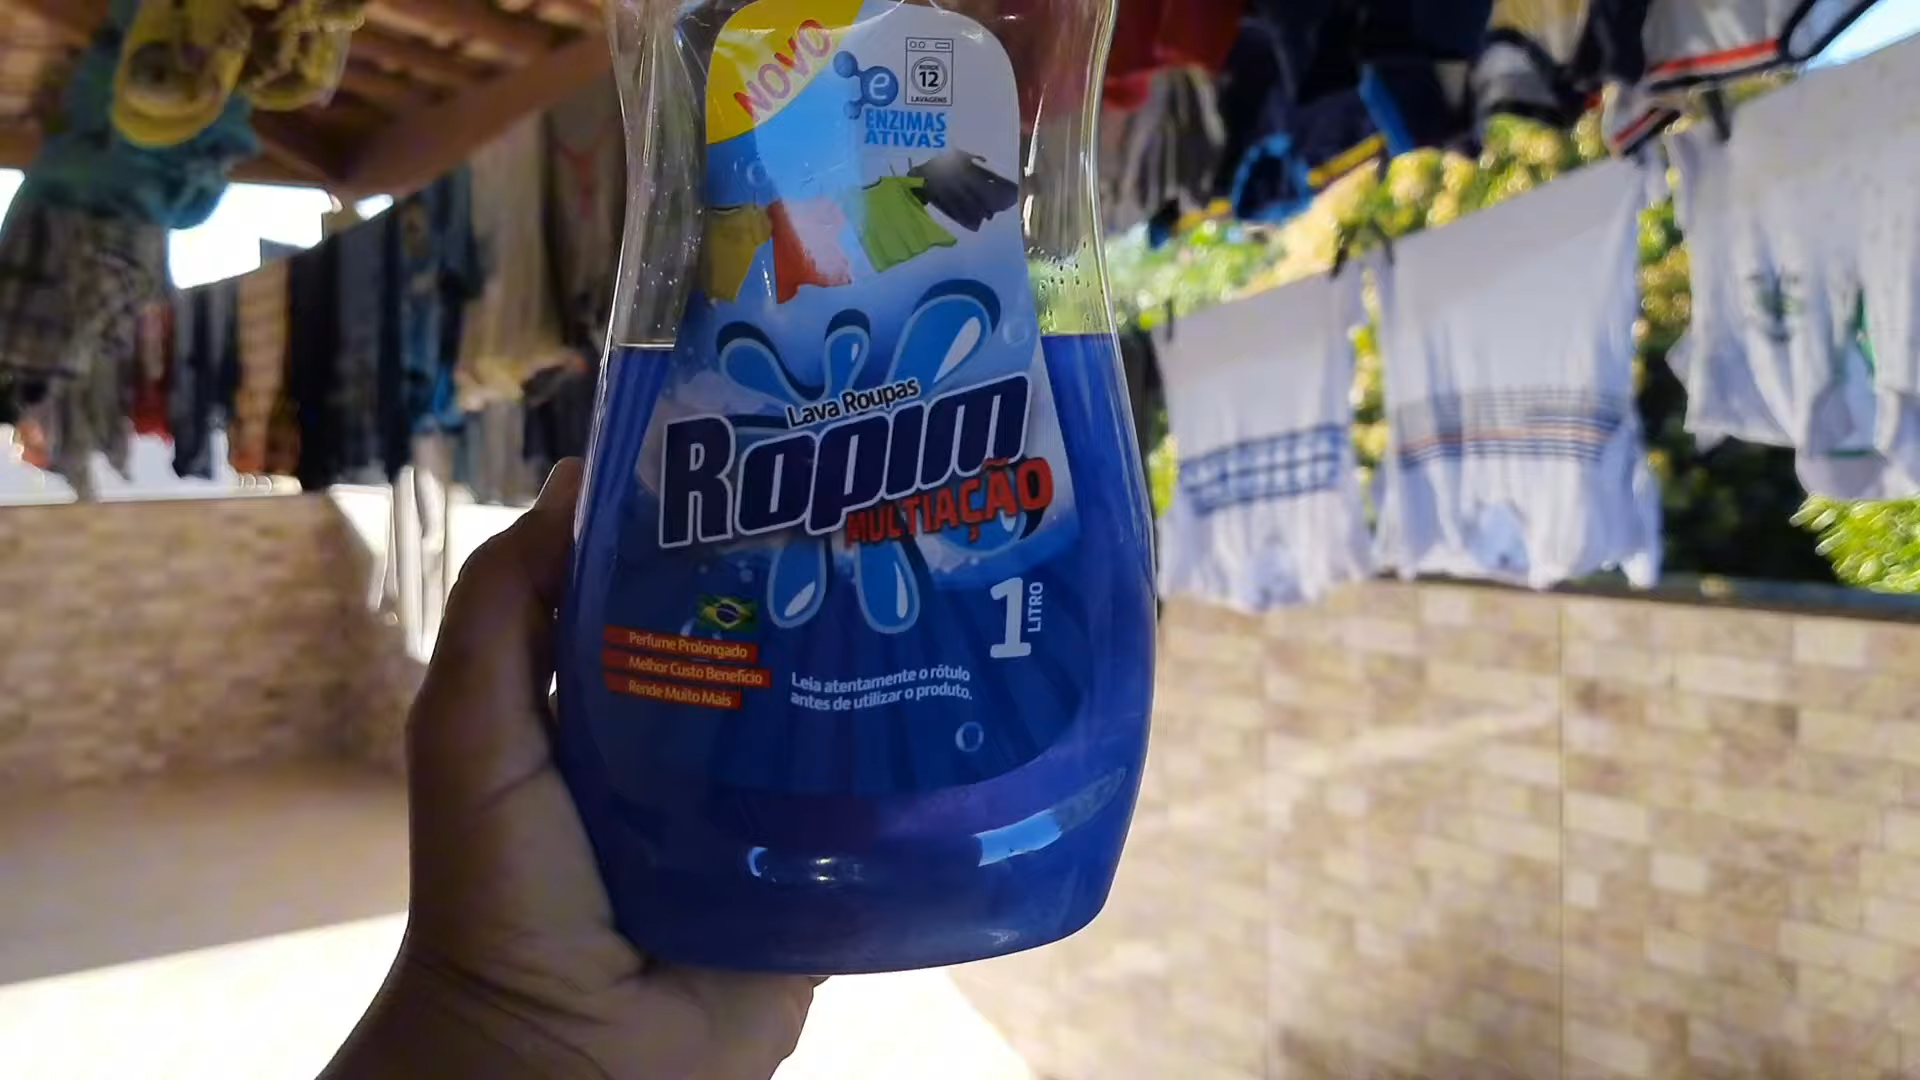 NOVO
e
RENDE
12
LAVAGENS
ENZIMAS
ATIVAS
Lava Roupas
Ropim
MULTIAÇÃO
1 LITRO
Perfume Prolongado
Melhor Custo Benefício
Rende Muito Mais
Leia atentamente o rótulo
antes de utilizar o produto.